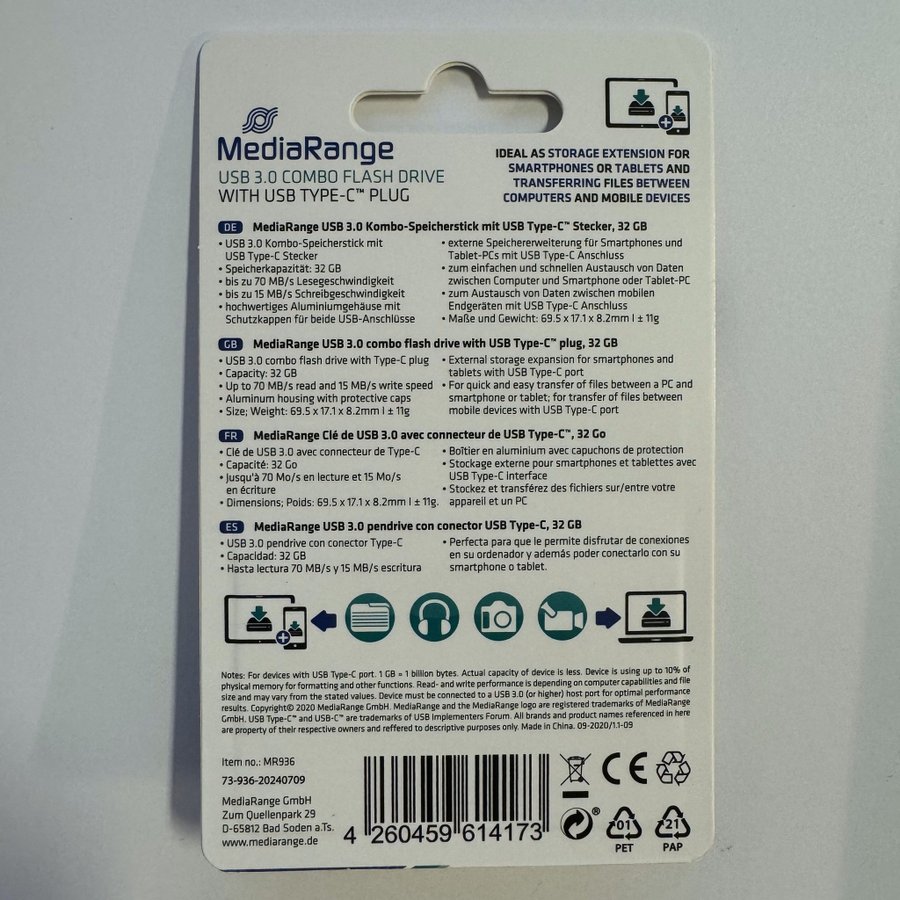 MediaRange
USB 3.0 COMBO FLASH DRIVE
WITH USB TYPE-C™ PLUG
IDEAL AS STORAGE EXTENSION FOR
SMARTPHONES OR TABLETS AND
TRANSFERRING FILES BETWEEN
COMPUTERS AND MOBILE DEVICES
DE MediaRange USB 3.0 Kombo-Speicherstick mit USB Type-C™ Stecker, 32 GB
• USB 3.0 Kombo-Speicherstick mit
USB Type-C Stecker
• Speicherkapazität: 32 GB
• bis zu 70 MB/s Lesegeschwindigkeit
• bis zu 15 MB/s Schreibgeschwindigkeit
• hochwertiges Aluminiumgehäuse mit
Schutzkappen für beide USB-Anschlüsse
• externe Speichererweiterung für Smartphones und
Tablet-PCs mit USB Type-C Anschluss
• zum einfachen und schnellen Austausch von Daten
zwischen Computer und Smartphone oder Tablet-PC
• zum Austausch von Daten zwischen mobilen
Endgeräten mit USB Type-C Anschluss
• Maße und Gewicht: 69.5 x 17.1 x 8.2mm l ± 11g
GB MediaRange USB 3.0 combo flash drive with USB Type-C™ plug, 32 GB
• USB 3.0 combo flash drive with Type-C plug
• Capacity: 32 GB
• Up to 70 MB/s read and 15 MB/s write speed
• Aluminum housing with protective caps
• Size; Weight: 69.5 x 17.1 x 8.2mm l ± 11g
• External storage expansion for smartphones and
tablets with USB Type-C port
• For quick and easy transfer of files between a PC and
smartphone or tablet; for transfer of files between
mobile devices with USB Type-C port
FR MediaRange Clé de USB 3.0 avec connecteur de USB Type-C™, 32 Go
• Clé de USB 3.0 avec connecteur de Type-C
• Capacité: 32 Go
• Jusqu'à 70 Mo/s en lecture et 15 Mo/s
en écriture
• Dimensions; Poids: 69.5 x 17.1 x 8.2mm l ± 11g.
• Boîtier en aluminium avec capuchons de protection
• Stockage externe pour smartphones et tablettes avec
USB Type-C Interface
• Stockez et transférez des fichiers sur/entre votre
appareil et un PC
ES MediaRange USB 3.0 pendrive con conector USB Type-C, 32 GB
• USB 3.0 pendrive con conector Type-C
• Capacidad: 32 GB
• Hasta lectura 70 MB/s y 15 MB/s escritura
• Perfecta para que le permite disfrutar de conexiones
en su ordenador y además poder conectarlo con su
smartphone o tablet.
Notes: For devices with USB Type-C port. 1 GB = 1 billion bytes. Actual capacity of device is less. Device is using up to 10% of
physical memory for formatting and other functions. Read- and write performance is depending on computer capabilities and file
size and may vary from the stated values. Device must be connected to a USB 3.0 (or higher) host port for optimal performance
results. Copyright© 2020 MediaRange GmbH. MediaRange and the MediaRange logo are registered trademarks of MediaRange
GmbH. USB Type-C™ and USB-C™ are trademarks of USB Implementers Forum. All brands and product names referenced in here
are property of their respective owners and reffered to descriptive purposes only. Made in China. 09-2020/1.1-09
Item no.: MR936
73-936-20240709
MediaRange GmbH
Zum Quellenpark 29
D-65812 Bad Soden a.Ts.
www.mediarange.de
4 260459 614173
CE
®
01
PET
21
PAP